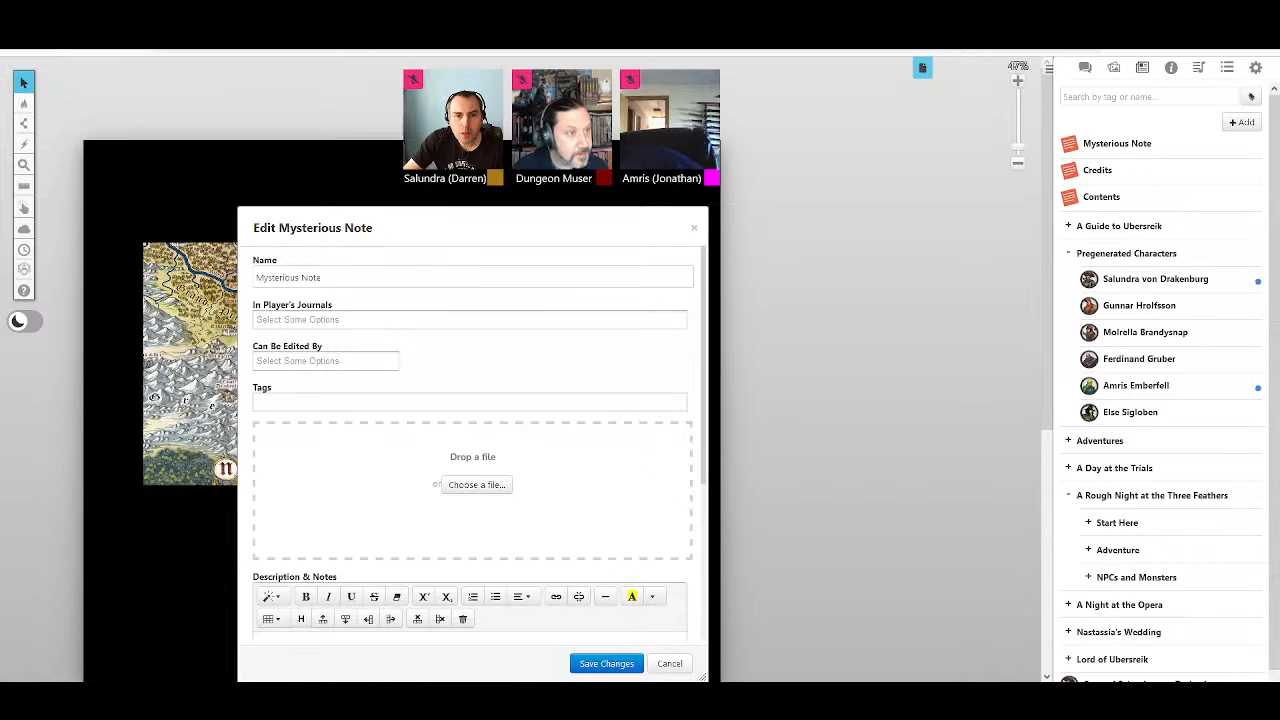 47%
Search by tag or name...
+ Add
Mysterious Note
Credits
Contents
+ A Guide to Ubersreik
- Pregenerated Characters
Salundra von Drakenburg
Gunnar Hrolfsson
Molrella Brandysnap
Ferdinand Gruber
Amris Emberfell
Else Sigloben
+ Adventures
+ A Day at the Trials
- A Rough Night at the Three Feathers
+ Start Here
+ Adventure
+ NPCs and Monsters
+ A Night at the Opera
+ Nastassia's Wedding
+ Lord of Ubersreik
Salundra (Darren)
Dungeon Muser
Amris (Jonathan)
Edit Mysterious Note
×
Name
Mysterious Note
In Player's Journals
Select Some Options
Can Be Edited By
Select Some Options
Tags
Drop a file
or Choose a file...
Description & Notes
B I U S X' X, A
H
Save Changes Cancel
n